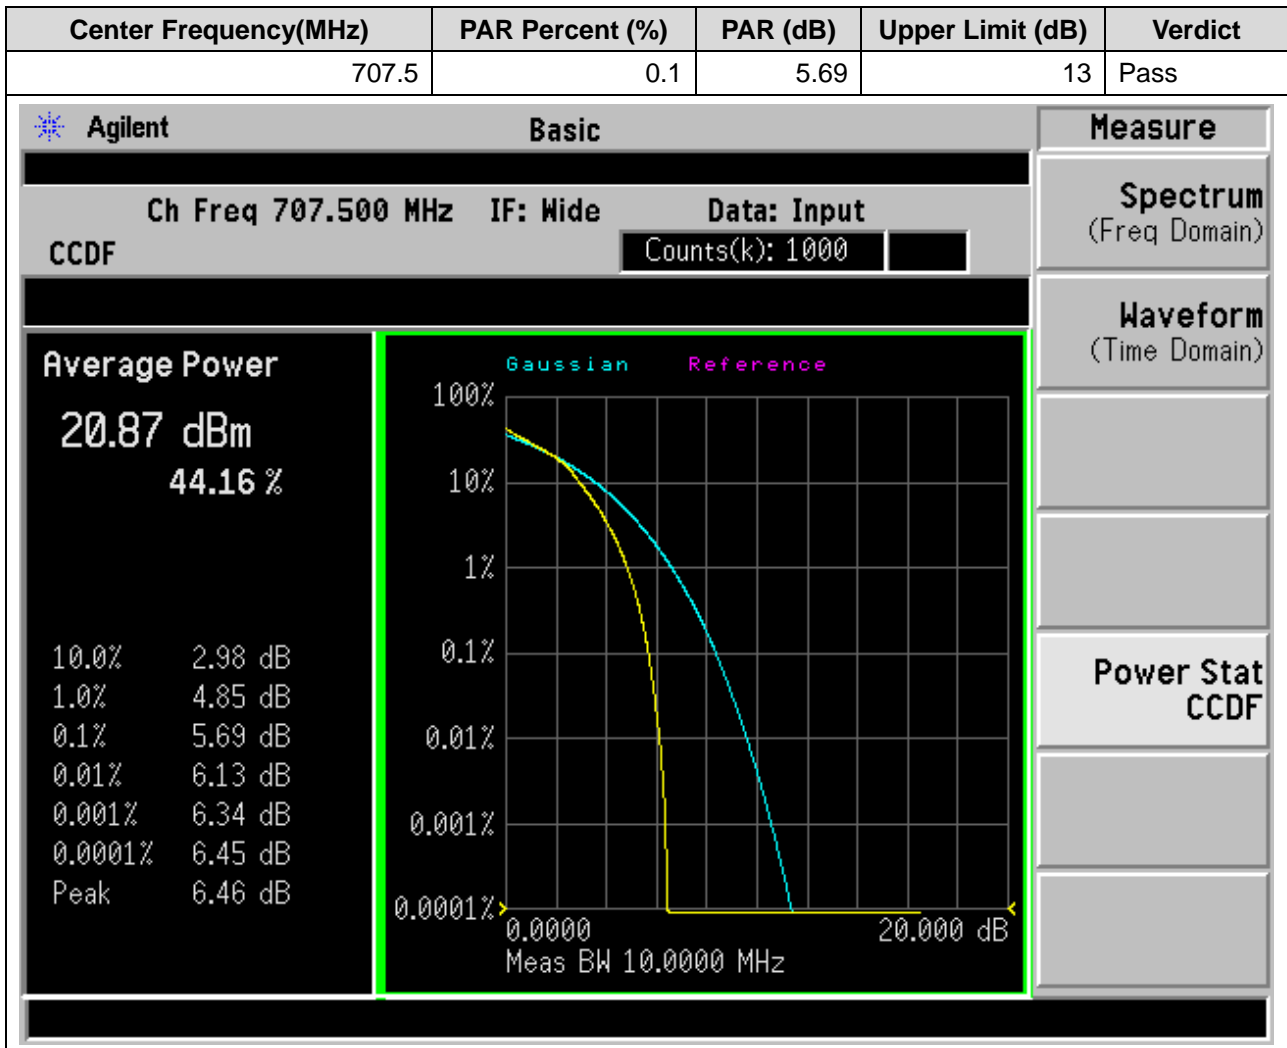 Center Frequency(MHz) PAR Percent (%) PAR (dB) Upper Limit (dB) Verdict
707.5 0.1 5.69 13 Pass
Agilent Basic Measure
Ch Freq 707.500 MHz IF: Wide Data: Input
CCDF Counts(k): 1000
Spectrum
(Freq Domain)
Waveform
(Time Domain)
Power Stat
CCDF
Average Power
20.87 dBm
44.16 %
10.0% 2.98 dB
1.0% 4.85 dB
0.1% 5.69 dB
0.01% 6.13 dB
0.001% 6.34 dB
0.0001% 6.45 dB
Peak 6.46 dB
Gaussian Reference
100%
10%
1%
0.1%
0.01%
0.001%
0.0001%
0.0000 20.000 dB
Meas BW 10.0000 MHz